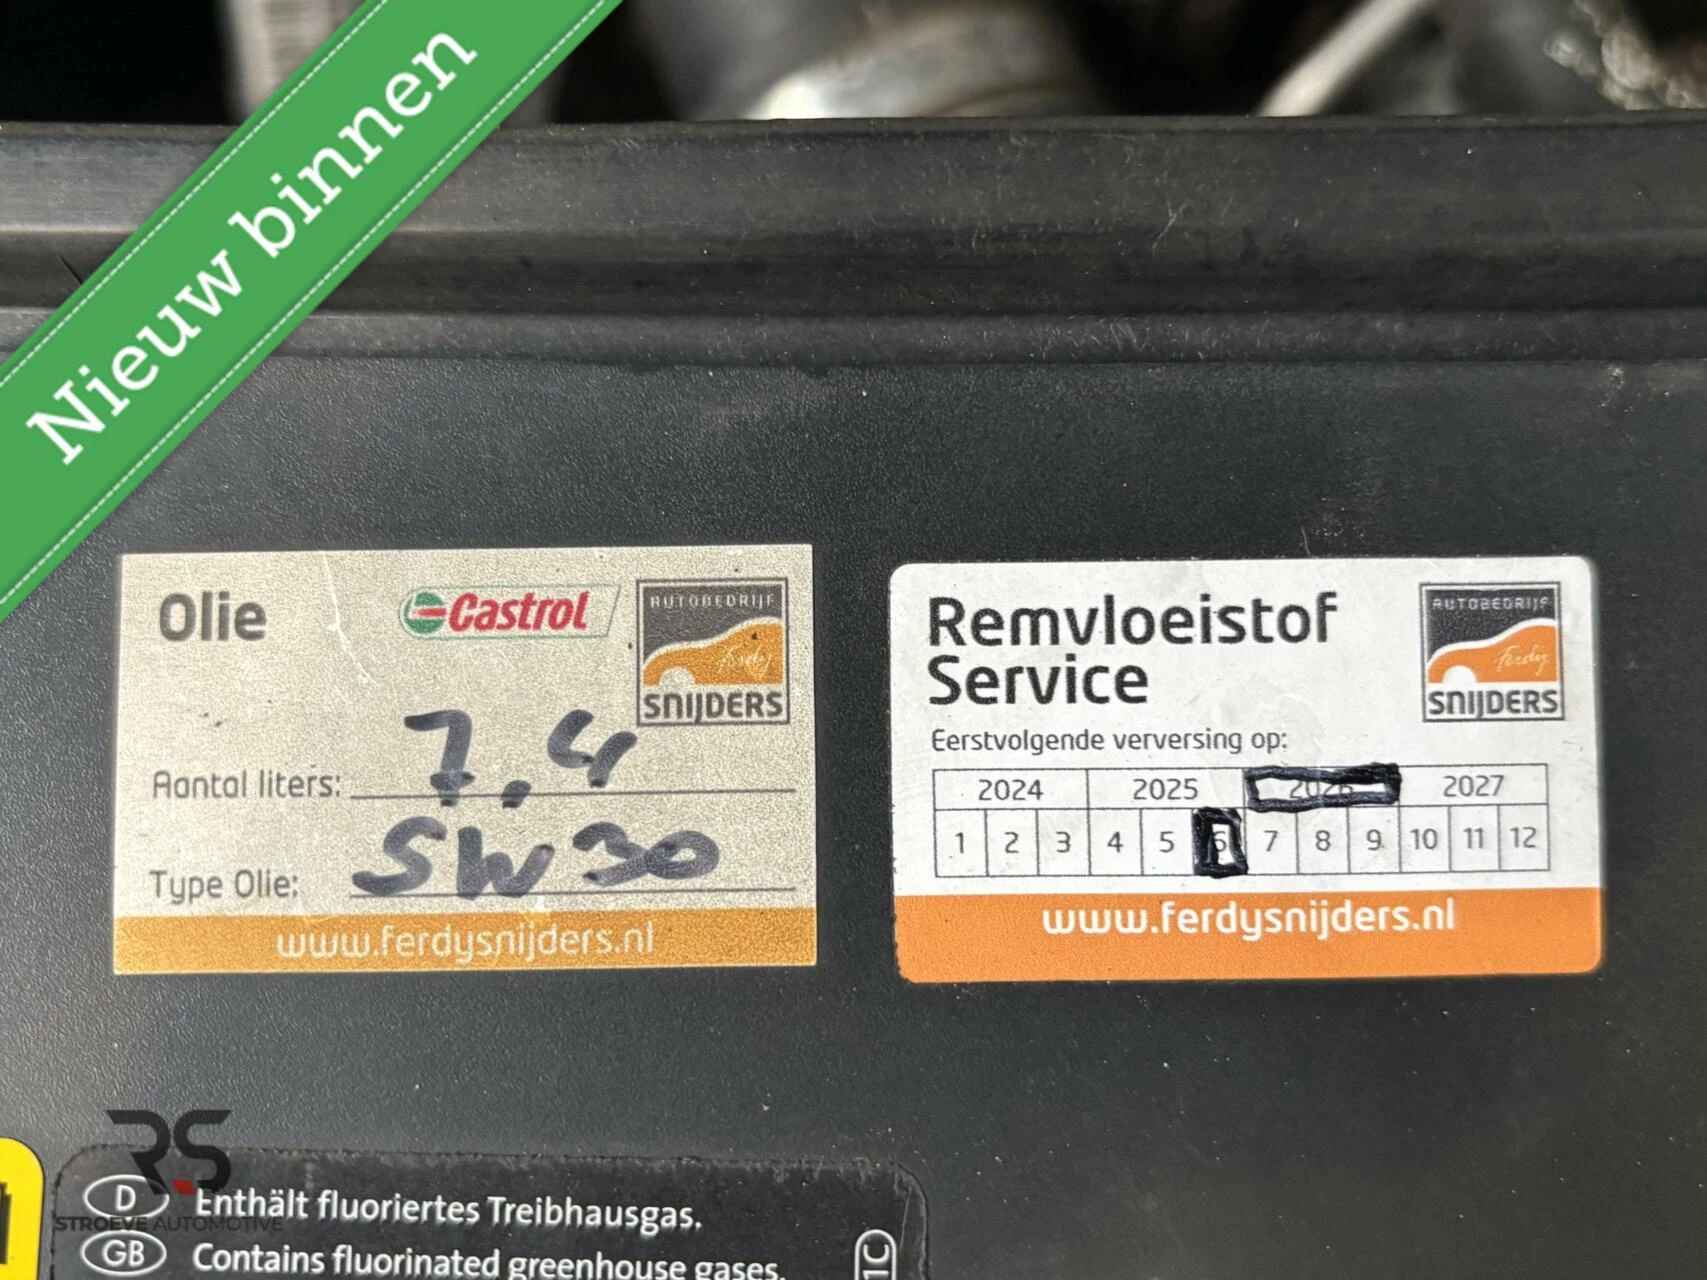 Nieuw binnen
Olie
Castrol
AUTOBEDRIJF
Ferdy
SNIJDERS
Aantal liters: 7,4
Type Olie: 5W30
www.ferdysnijders.nl
Remvloeistof
Service
AUTOBEDRIJF
Ferdy
SNIJDERS
Eerstvolgende verversing op:
2024 2025 2026 2027
1 2 3 4 5 6 7 8 9 10 11 12
www.ferdysnijders.nl
RS
STROEVE AUTOMOTIVE
D Enthält fluoriertes Treibhausgas.
GB Contains fluorinated greenhouse gases.